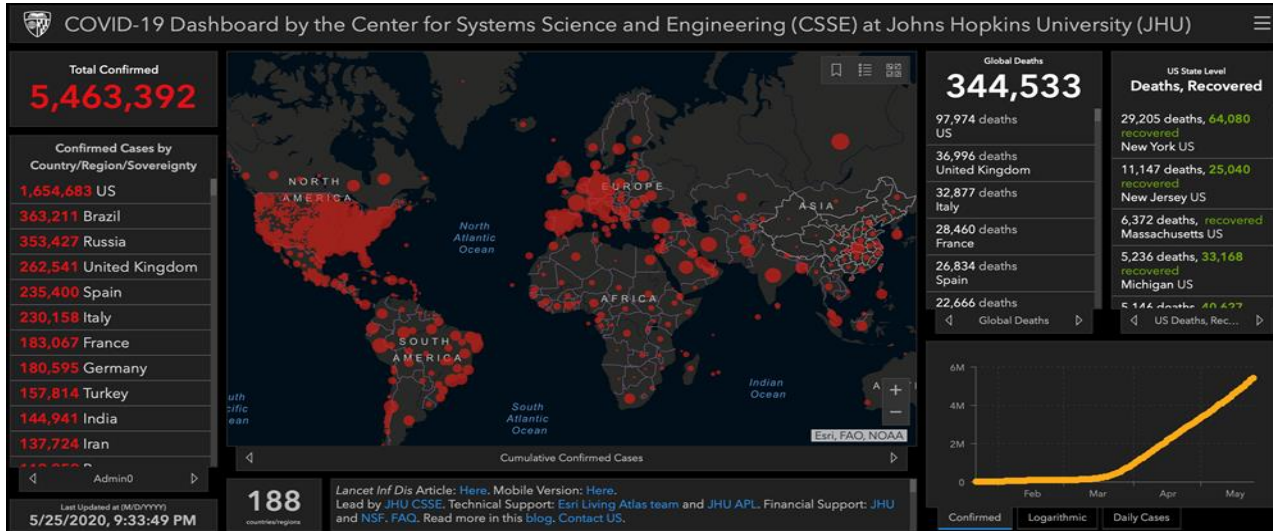 COVID-19 Dashboard by the Center for Systems Science and Engineering (CSSE) at Johns Hopkins University (JHU)
Total Confirmed
5,463,392
Confirmed Cases by
Country/Region/Sovereignty
1,654,683 US
363,211 Brazil
353,427 Russia
262,541 United Kingdom
235,400 Spain
230,158 Italy
183,067 France
180,595 Germany
157,814 Turkey
144,941 India
137,724 Iran
Admin0
Last Updated at (M/D/YYYY)
5/25/2020, 9:33:49 PM
NORTH
AMERICA
EUROPE
ASIA
North
Atlantic
Ocean
AFRICA
SOUTH
AMERICA
uth
cific
ean
South
Atlantic
Ocean
Indian
Ocean
A
+
−
Esri, FAO, NOAA
Cumulative Confirmed Cases
188
countries/regions
Lancet Inf Dis Article: Here. Mobile Version: Here.
Lead by JHU CSSE. Technical Support: Esri Living Atlas team and JHU APL. Financial Support: JHU
and NSF. FAQ. Read more in this blog. Contact US.
Global Deaths
344,533
97,974 deaths
US
36,996 deaths
United Kingdom
32,877 deaths
Italy
28,460 deaths
France
26,834 deaths
Spain
22,666 deaths
Global Deaths
US State Level
Deaths, Recovered
29,205 deaths, 64,080
recovered
New York US
11,147 deaths, 25,040
recovered
New Jersey US
6,372 deaths, recovered
Massachusetts US
5,236 deaths, 33,168
recovered
Michigan US
5,146 deaths, 40,627
US Deaths, Rec...
6M
4M
2M
0
Feb
Mar
Apr
May
Confirmed
Logarithmic
Daily Cases